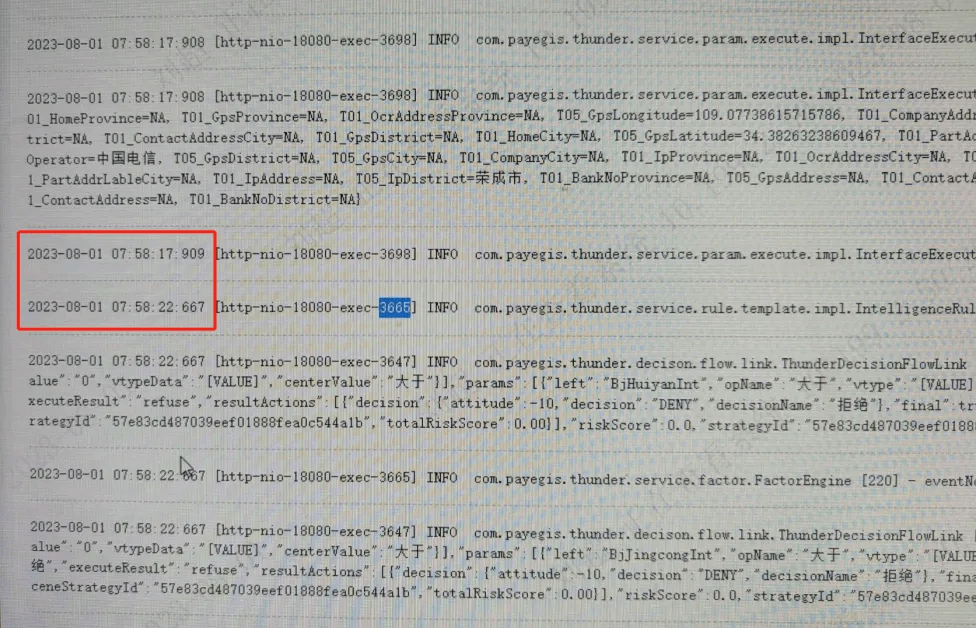 2023-08-01 07:58:17:908 [http-nio-18080-exec-3698] INFO com.payegis.thunder.service.param.execute.impl.InterfaceExecut
2023-08-01 07:58:17:908 [http-nio-18080-exec-3698] INFO com.payegis.thunder.service.param.execute.impl.InterfaceExecut
01_HomeProvince=NA, T01_GpsProvince=NA, T01_OcrAddressProvince=NA, T05_GpsLongitude=109.07738615715786, T01_CompanyAddr
trict=NA, T01_ContactAddressCity=NA, T01_GpsDistrict=NA, T01_HomeCity=NA, T05_GpsLatitude=34.38263238609467, T01_PartAd
Operator=中国电信, T05_GpsDistrict=NA, T05_GpsCity=NA, T01_CompanyCity=NA, T01_IpProvince=NA, T01_OcrAddressCity=NA, T0
1_PartAddrLableCity=NA, T01_IpAddress=NA, T05_IpDistrict=荣成市, T01_BankNoProvince=NA, T05_GpsAddress=NA, T01_ContactA
1_ContactAddress=NA, T01_BankNoDistrict=NA}
2023-08-01 07:58:17:909 [http-nio-18080-exec-3698] INFO com.payegis.thunder.service.param.execute.impl.InterfaceExecut
2023-08-01 07:58:22:667 [http-nio-18080-exec-3665] INFO com.payegis.thunder.service.rule.template.impl.IntelligenceRul
2023-08-01 07:58:22:667 [http-nio-18080-exec-3647] INFO com.payegis.thunder.decison.flow.link.ThunderDecisionFlowLink
alue":"0","vtypeData":"[VALUE]","centerValue":"大于"}],"params":[{"left":"BjHuiyanInt","opName":"大于","vtype":"[VALUE]
xecuteResult":"refuse","resultActions":[{"decision":{"attitude":-10,"decision":"DENY","decisionName":"拒绝"},"final":tr
rategyId":"57e83cd487039eef01888fea0c544a1b","totalRiskScore":0.00}],"riskScore":0.0,"strategyId":"57e83cd487039eef01888
2023-08-01 07:58:22:667 [http-nio-18080-exec-3665] INFO com.payegis.thunder.service.factor.FactorEngine [220] - eventNo
2023-08-01 07:58:22:667 [http-nio-18080-exec-3647] INFO com.payegis.thunder.decison.flow.link.ThunderDecisionFlowLink
alue":"0","vtypeData":"[VALUE]","centerValue":"大于"}],"params":[{"left":"BjJingcongInt","opName":"大于","vtype":"[VALUE
绝","executeResult":"refuse","resultActions":[{"decision":{"attitude":-10,"decision":"DENY","decisionName":"拒绝"},"fina
ceneStrategyId":"57e83cd487039eef01888fea0c544a1b","totalRiskScore":0.00}],"riskScore":0.0,"strategyId":"57e83cd487039ee